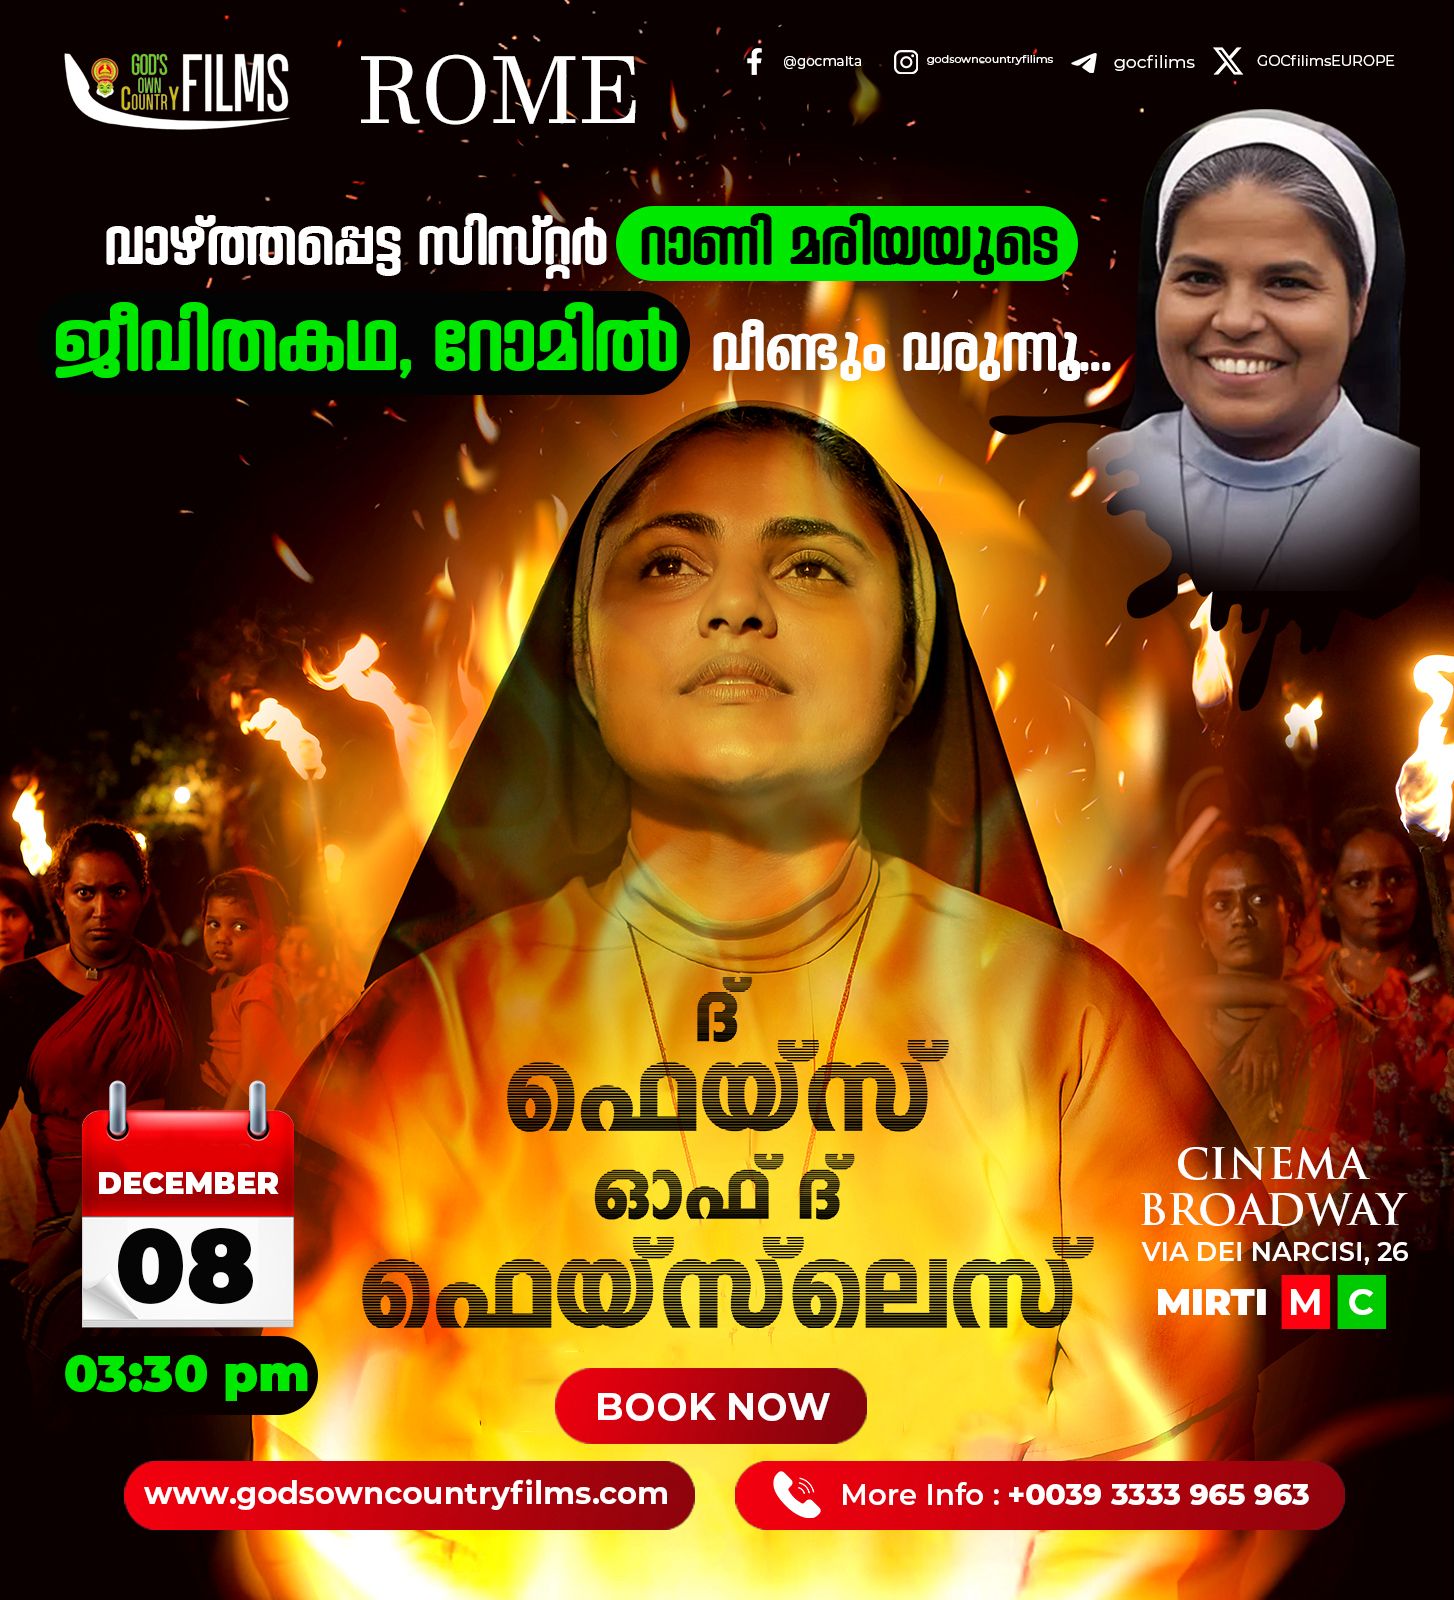 GOD'S OWN COUNTRY FILMS
ROME
@gocmalta
godsowncountryfilms
gocfilms
GOCfilimsEUROPE
വാഴ്ത്തപ്പെട്ട സിസ്റ്റർ റാണി മരിയയുടെ
ജീവിതകഥ, റോമിൽ വീണ്ടും വരുന്നു...
ദ്
ഫെയ്സ്
ഓഫ് ദ്
ഫെയ്സ്ലെസ്
DECEMBER
08
03:30 pm
CINEMA
BROADWAY
VIA DEI NARCISI, 26
MIRTI M C
BOOK NOW
www.godsowncountryfilms.com
More Info : +0039 3333 965 963